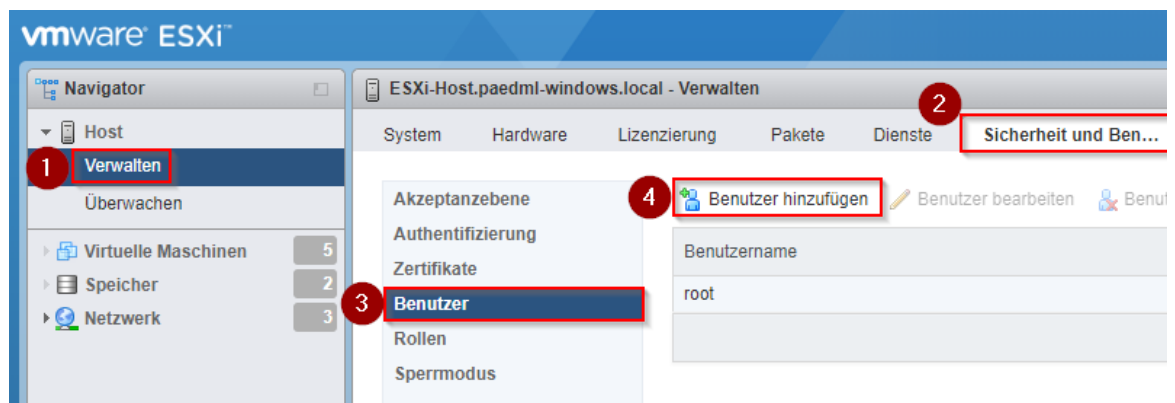 vmware ESXi™
Navigator
ESXi-Host.paedml-windows.local - Verwalten
2
Host
System Hardware Lizenzierung Pakete Dienste Sicherheit und Ben...
1 Verwalten
Überwachen
Akzeptanzebene
4 Benutzer hinzufügen Benutzer bearbeiten Benut
Authentifizierung
Virtuelle Maschinen 5
Benutzername
Zertifikate
Speicher 2
3 Benutzer
root
Netzwerk 3
Rollen
Sperrmodus